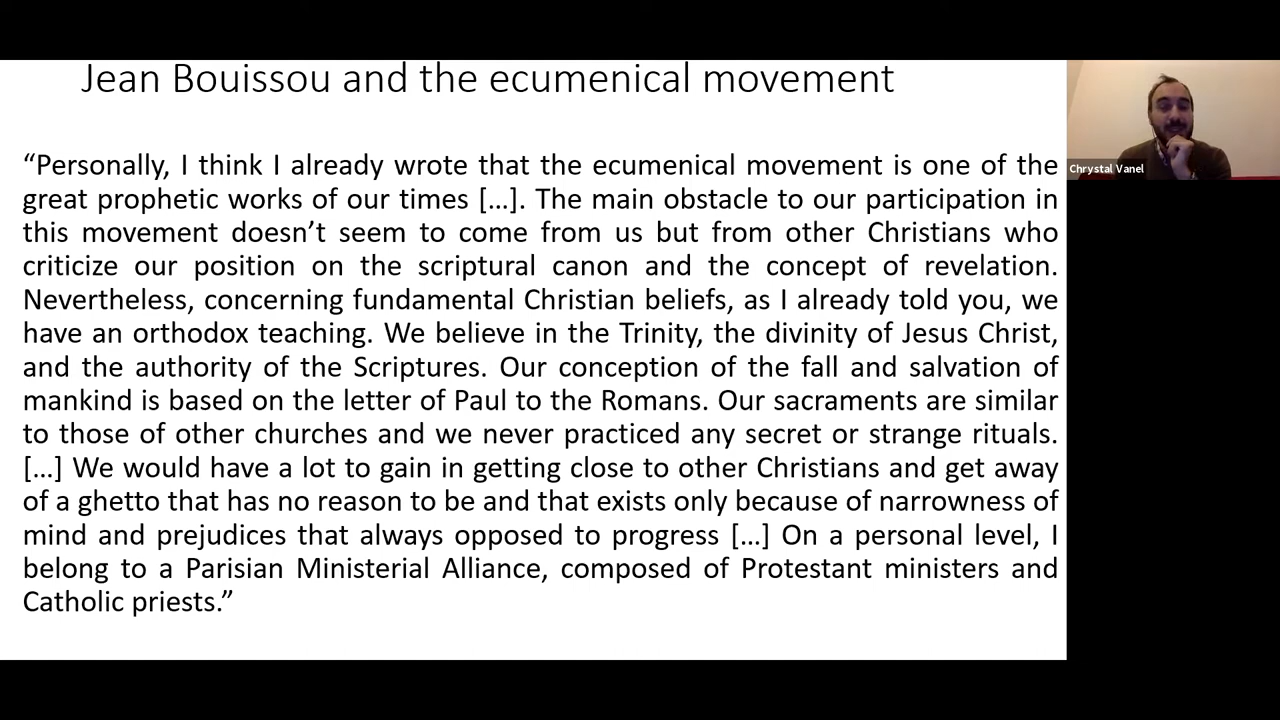 Jean Bouissou and the ecumenical movement
“Personally, I think I already wrote that the ecumenical movement is one of the
great prophetic works of our times […]. The main obstacle to our participation in
this movement doesn’t seem to come from us but from other Christians who
criticize our position on the scriptural canon and the concept of revelation.
Nevertheless, concerning fundamental Christian beliefs, as I already told you, we
have an orthodox teaching. We believe in the Trinity, the divinity of Jesus Christ,
and the authority of the Scriptures. Our conception of the fall and salvation of
mankind is based on the letter of Paul to the Romans. Our sacraments are similar
to those of other churches and we never practiced any secret or strange rituals.
[…] We would have a lot to gain in getting close to other Christians and get away
of a ghetto that has no reason to be and that exists only because of narrowness of
mind and prejudices that always opposed to progress […] On a personal level, I
belong to a Parisian Ministerial Alliance, composed of Protestant ministers and
Catholic priests.”
Chrystal Vanel